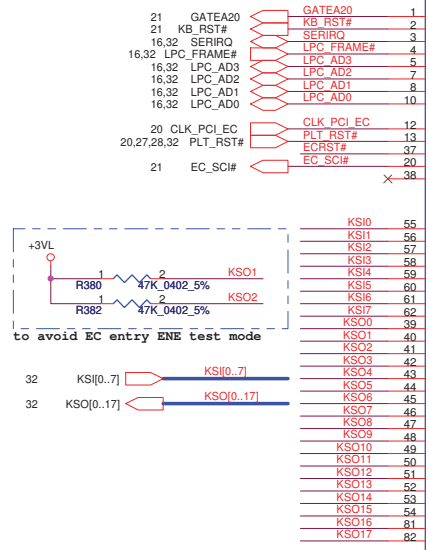 21 GATEA20 GATEA20 1
21 KB_RST# KB_RST# 2
16,32 SERIRQ SERIRQ 3
16,32 LPC_FRAME# LPC_FRAME# 4
16,32 LPC_AD3 LPC_AD3 5
16,32 LPC_AD2 LPC_AD2 7
16,32 LPC_AD1 LPC_AD1 8
16,32 LPC_AD0 LPC_AD0 10
20 CLK_PCI_EC CLK_PCI_EC 12
20,27,28,32 PLT_RST# PLT_RST# 13
ECRST# 37
21 EC_SCI# EC_SCI# 20
38
+3VL
1 2 KSO1
R380 47K_0402_5%
1 2 KSO2
R382 47K_0402_5%
to avoid EC entry ENE test mode
32 KSI[0..7] KSI[0..7]
32 KSO[0..17] KSO[0..17]
KSI0 55
KSI1 56
KSI2 57
KSI3 58
KSI4 59
KSI5 60
KSI6 61
KSI7 62
KSO0 39
KSO1 40
KSO2 41
KSO3 42
KSO4 43
KSO5 44
KSO6 45
KSO7 46
KSO8 47
KSO9 48
KSO10 49
KSO11 50
KSO12 51
KSO13 52
KSO14 53
KSO15 54
KSO16 81
KSO17 82